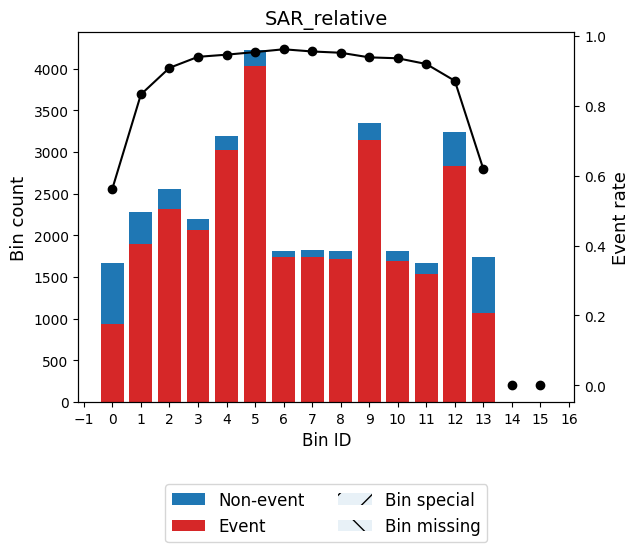 SAR_relative
4000
3500
3000
2500
2000
1500
1000
500
0
Bin count
1.0
0.8
0.6
0.4
0.2
0.0
Event rate
−1 0 1 2 3 4 5 6 7 8 9 10 11 12 13 14 15 16
Bin ID
Non-event Bin special
Event Bin missing